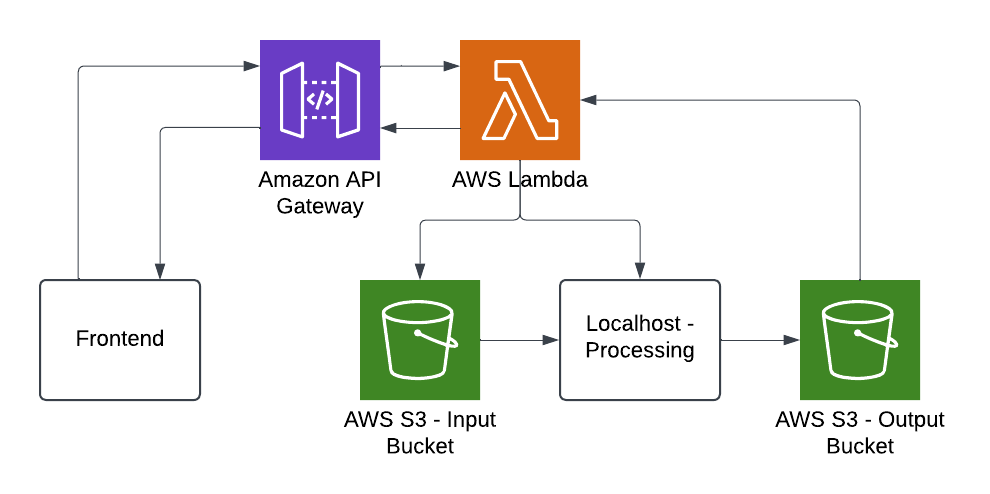 </>
Amazon API
Gateway
AWS Lambda
Frontend
Localhost -
Processing
AWS S3 - Input
Bucket
AWS S3 - Output
Bucket